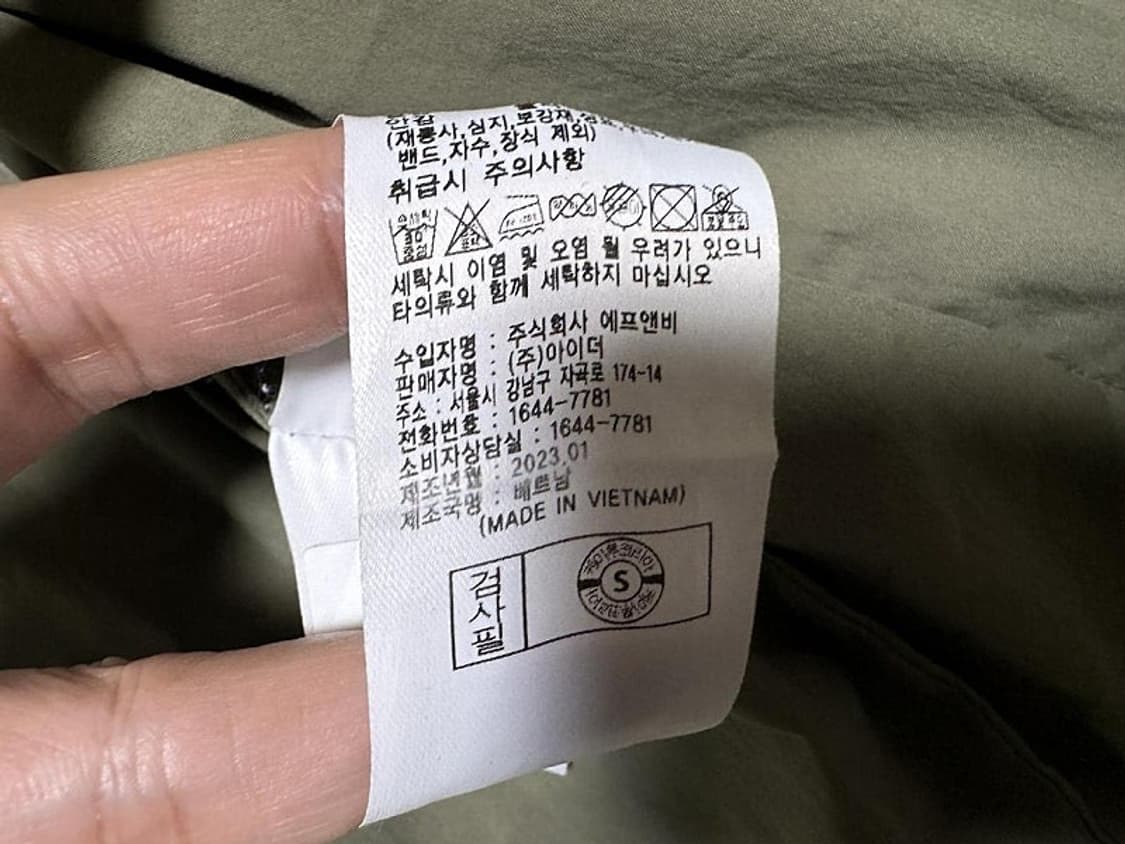 (재봉사,심지,보강재,
밴드,자수,장식 제외)
취급시 주의사항
30°
중성
세탁시 이염 및 오염 될 우려가 있으니
타의류와 함께 세탁하지 마십시오
수입자명 : 주식회사 에프앤비
판매자명 : (주)아이더
주소 : 서울시 강남구 자곡로 174-14
전화번호 : 1644-7781
소비자상담실 : 1644-7781
제조년월 : 2023.01
제조국명 : 베트남
(MADE IN VIETNAM)
검사필
S